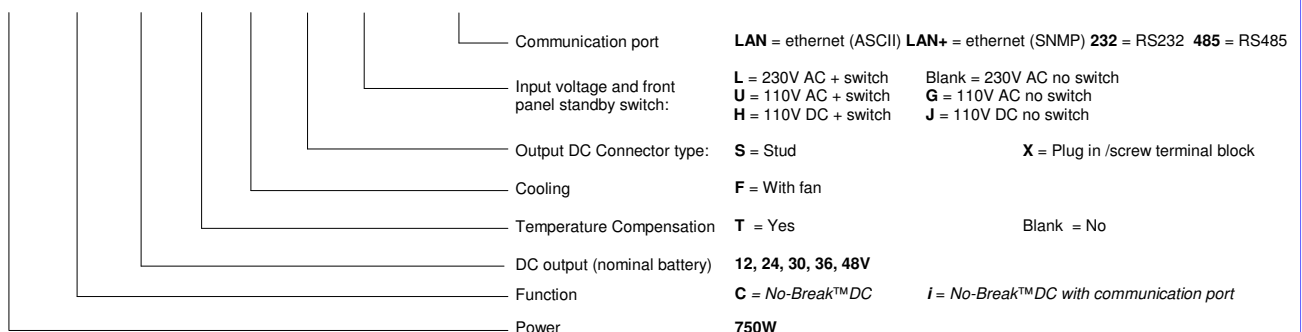 Communication port LAN = ethernet (ASCII) LAN+ = ethernet (SNMP) 232 = RS232 485 = RS485
Input voltage and front panel standby switch:
L = 230V AC + switch Blank = 230V AC no switch
U = 110V AC + switch G = 110V AC no switch
H = 110V DC + switch J = 110V DC no switch
Output DC Connector type: S = Stud X = Plug in /screw terminal block
Cooling F = With fan
Temperature Compensation T = Yes Blank = No
DC output (nominal battery) 12, 24, 30, 36, 48V
Function C = No-Break™DC i = No-Break™DC with communication port
Power 750W